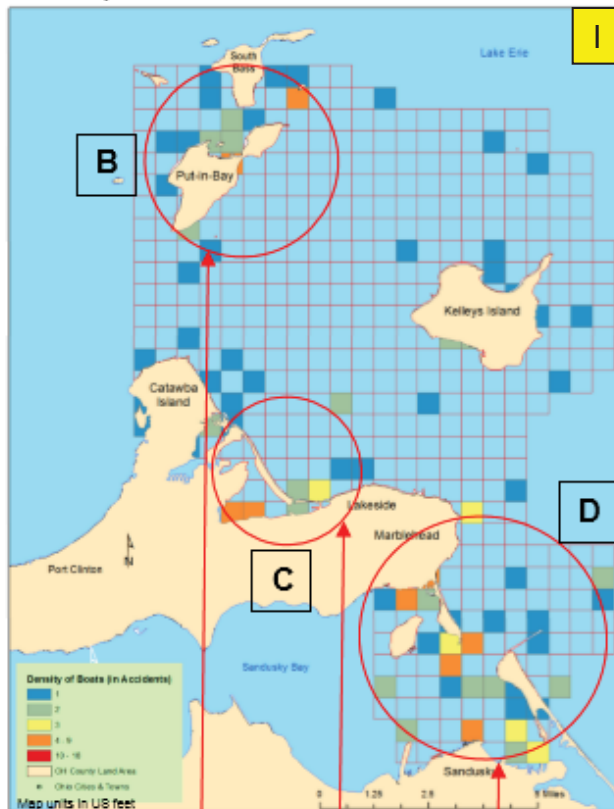 I
South
Bass
Lake Erie
B
Put-in-Bay
Kelleys Island
Catawba
Island
Lakeside
D
Marblehead
C
Port Clinton
N
Sandusky Bay
Density of Boats (in Accidents)
1
2
3
4 - 9
10 - 16
OH County Land Area
Ohio Cities & Towns
Sandusky
Map units in US feet
0 1.25 2.5 5 Miles